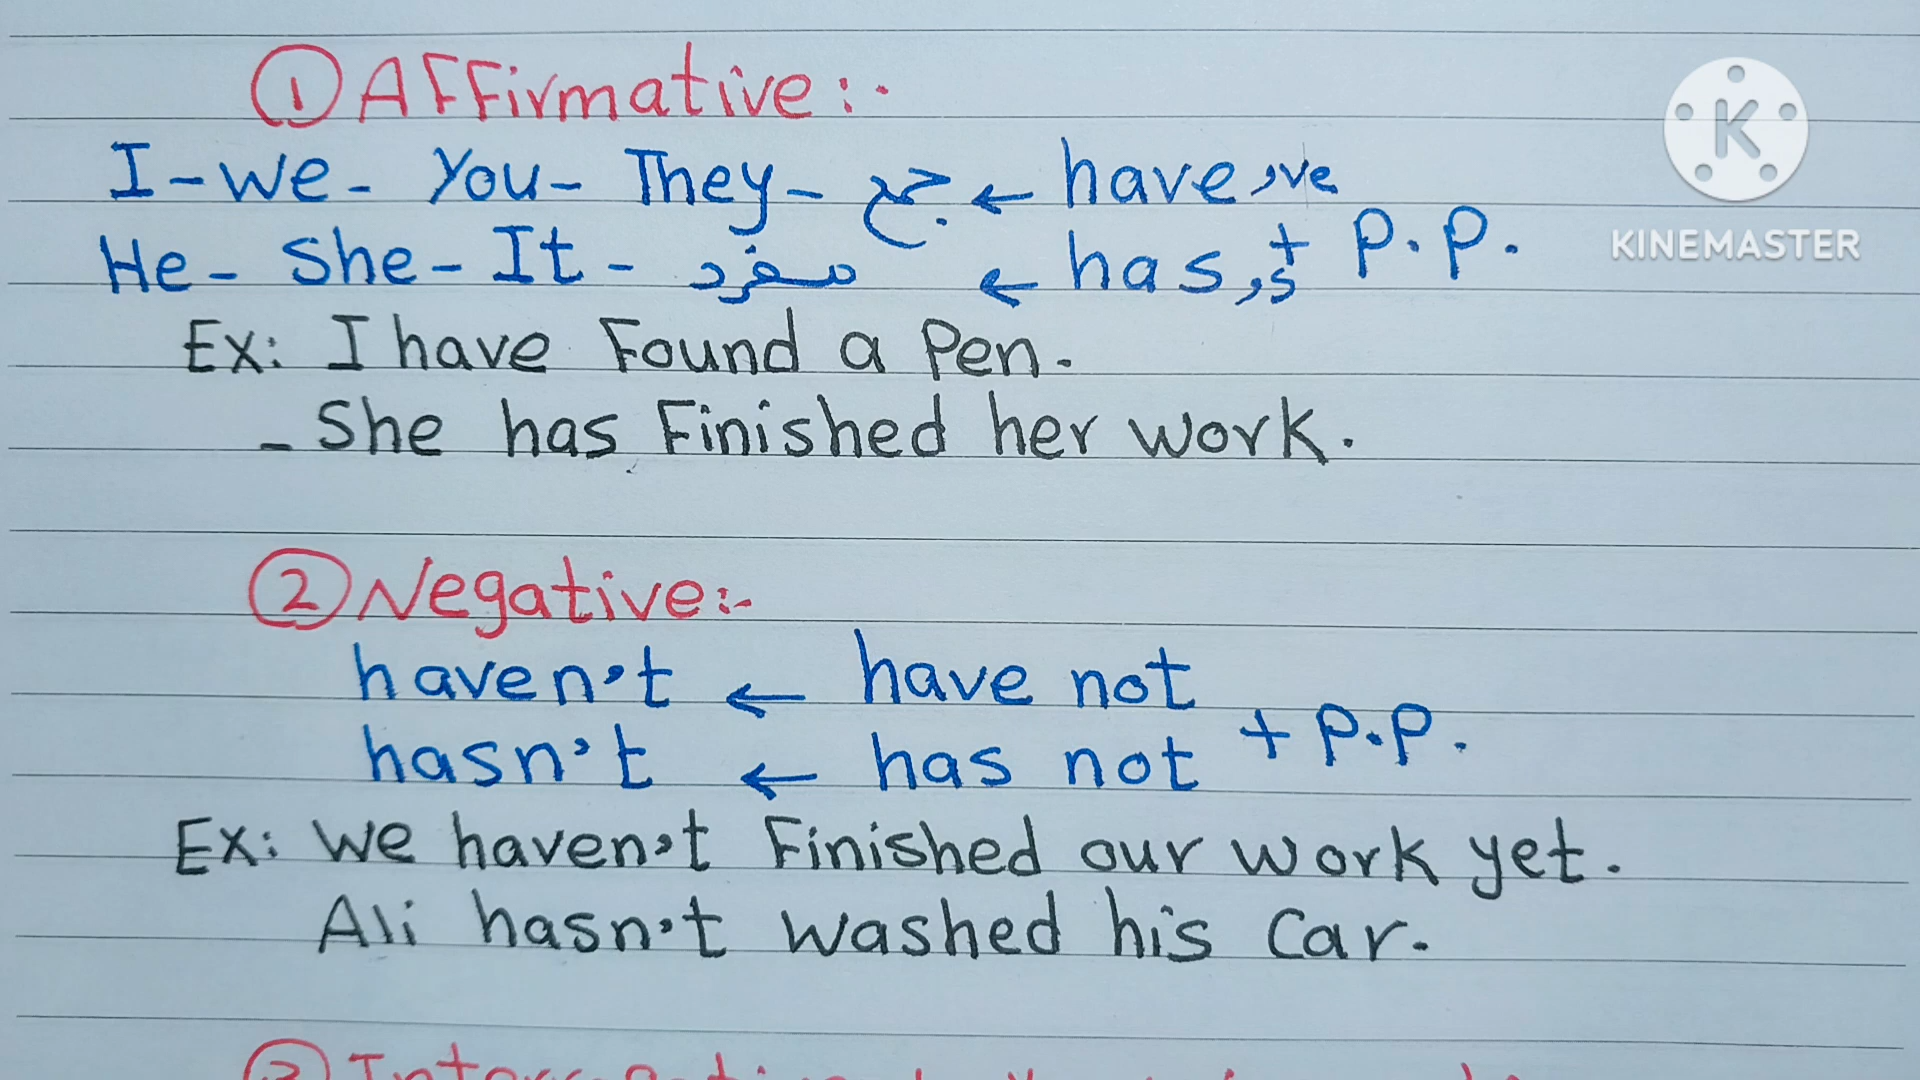 ① Affirmative:-
I - we - You - They - جمع ← have ,'ve
He - She - It - مفرد ← has ,'s + P.P.
Ex: I have found a Pen.
- She has finished her work.
② Negative:-
haven't ← have not
hasn't ← has not + P.P.
Ex: we haven't finished our work yet.
Ali hasn't washed his Car.
K
KINEMASTER